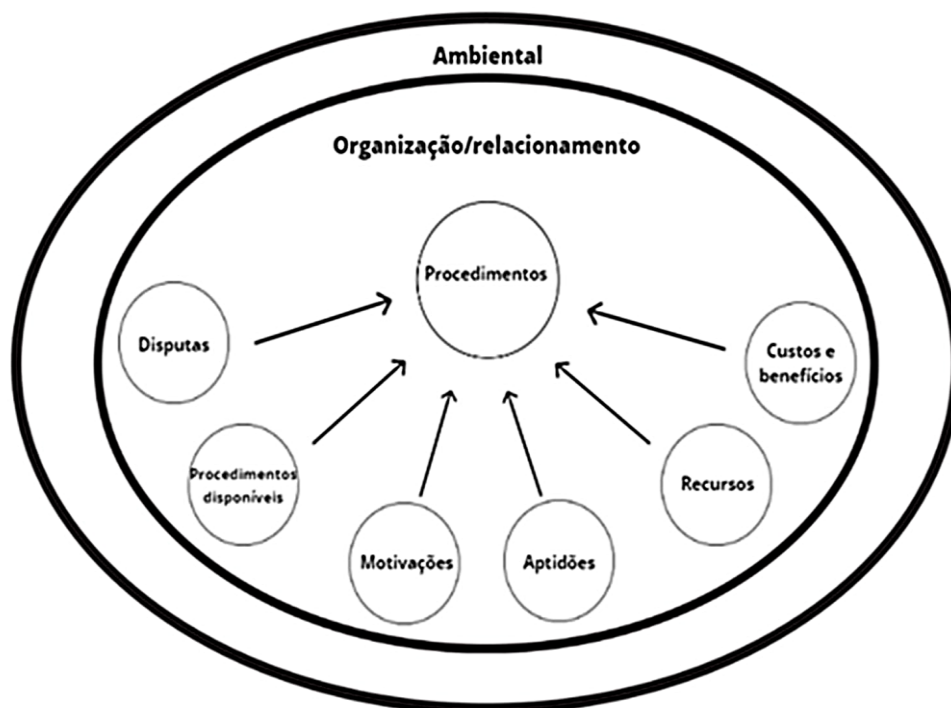 Ambiental
Organização/relacionamento
Procedimentos
Disputas
Custos e
benefícios
Procedimentos
disponíveis
Recursos
Motivações
Aptidões